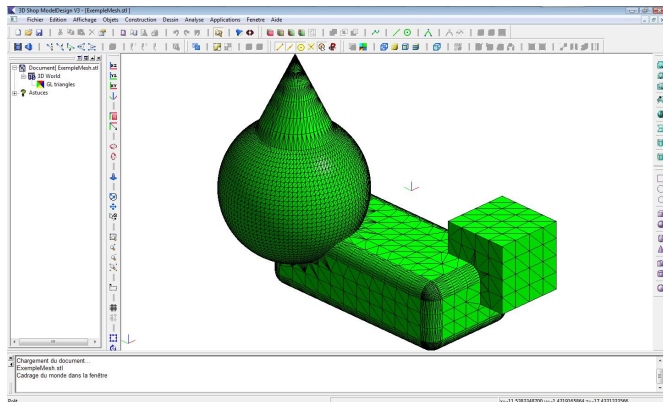 3D Shop ModelDesign V3 - [ExempleMesh.stl ]
Fichier Edition Affichage Objets Construction Dessin Analyse Applications Fenetre Aide
Document[ ExempleMesh.stl
3D World
GL triangles
Astuces
Chargement du document...
ExempleMesh.stl
Cadrage du monde dans la fenêtre
Prêt